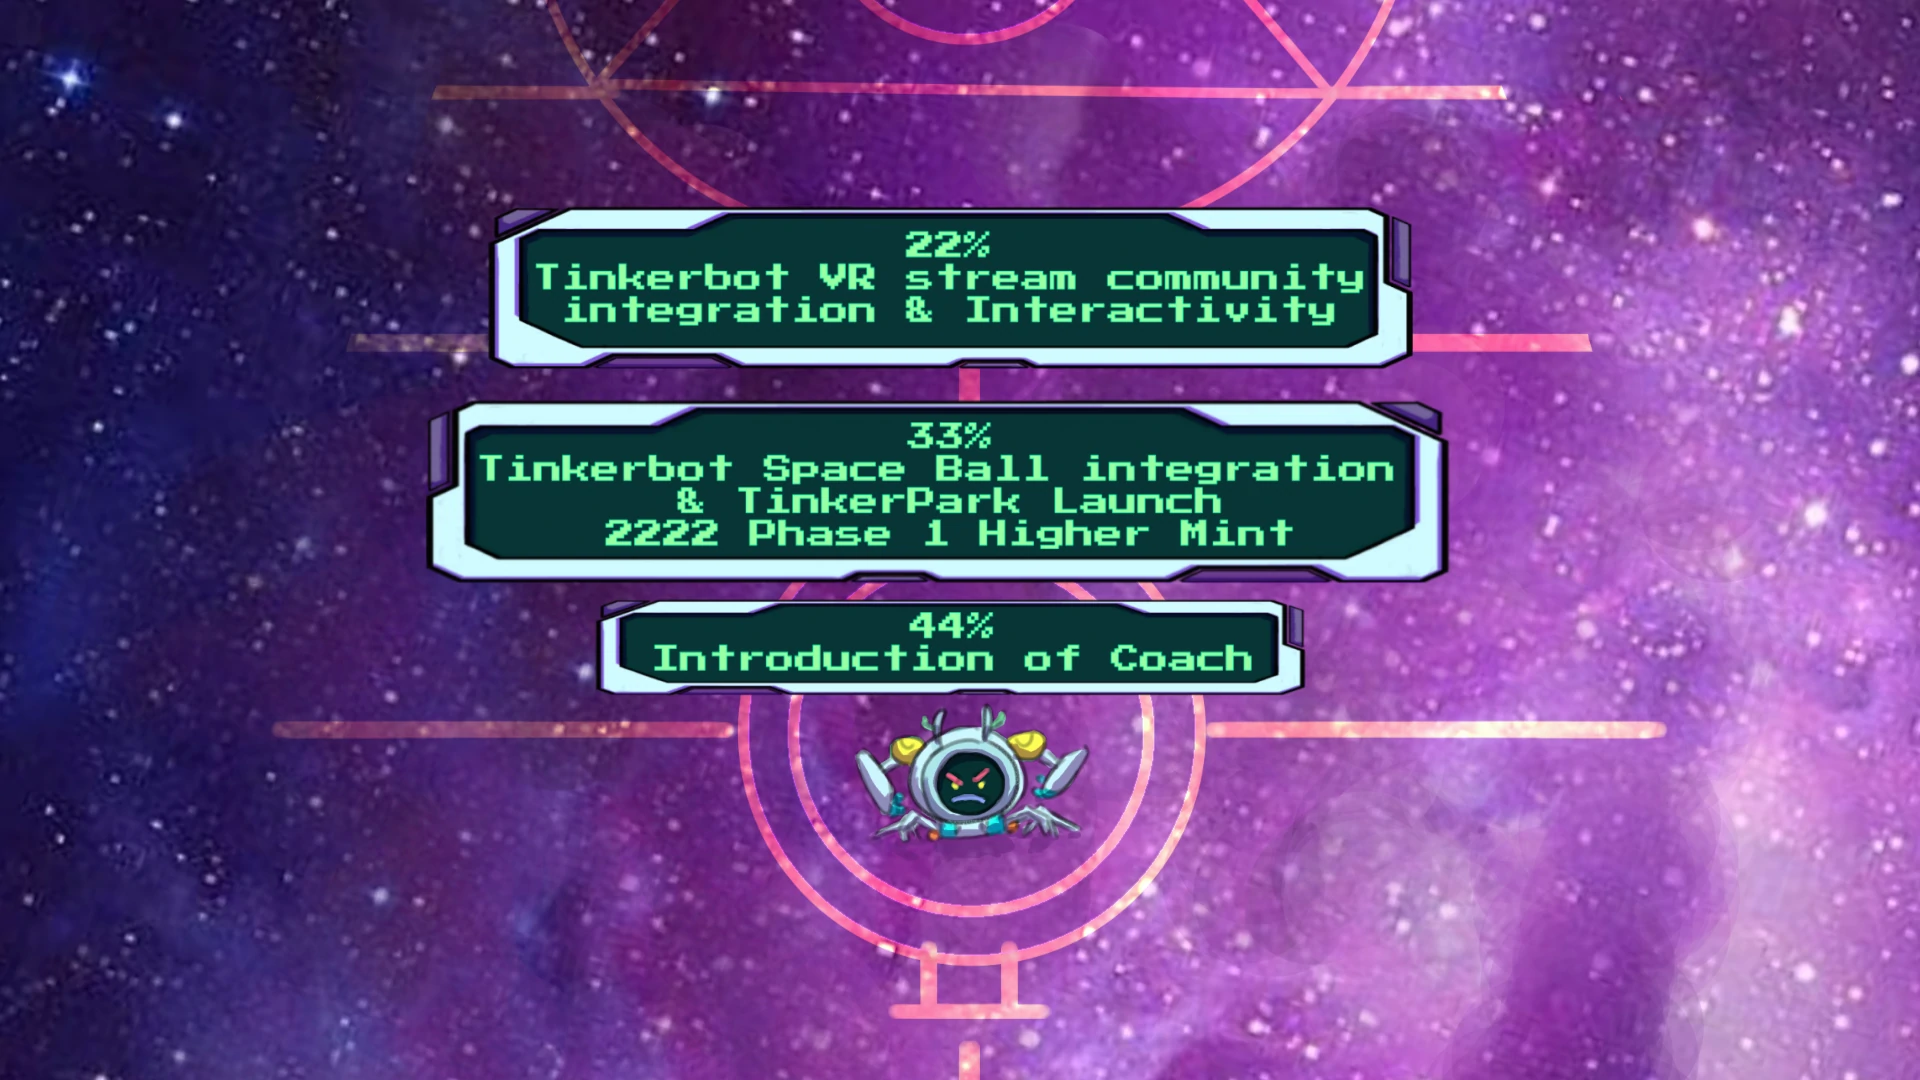 22%
Tinkerbot VR stream community
integration & Interactivity
33%
Tinkerbot Space Ball integration
& TinkerPark Launch
2222 Phase 1 Higher Mint
44%
Introduction of Coach